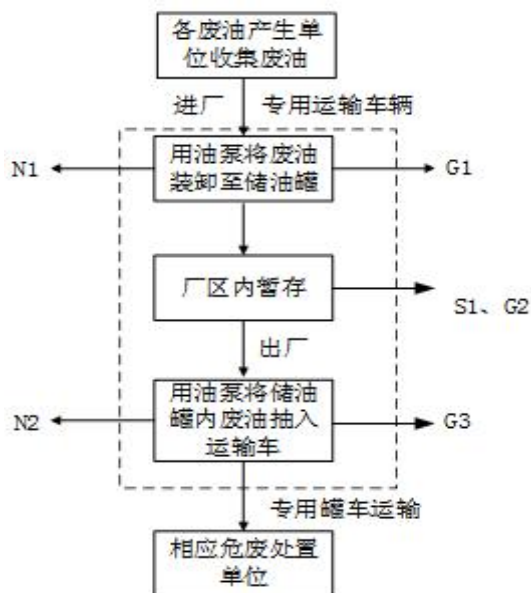 各废油产生单
位收集废油
进厂
专用运输车辆
N1
用油泵将废油
装卸至储油罐
G1
厂区内暂存
S1、G2
出厂
N2
用油泵将储油
罐内废油抽入
运输车
G3
专用罐车运输
相应危废处置
单位